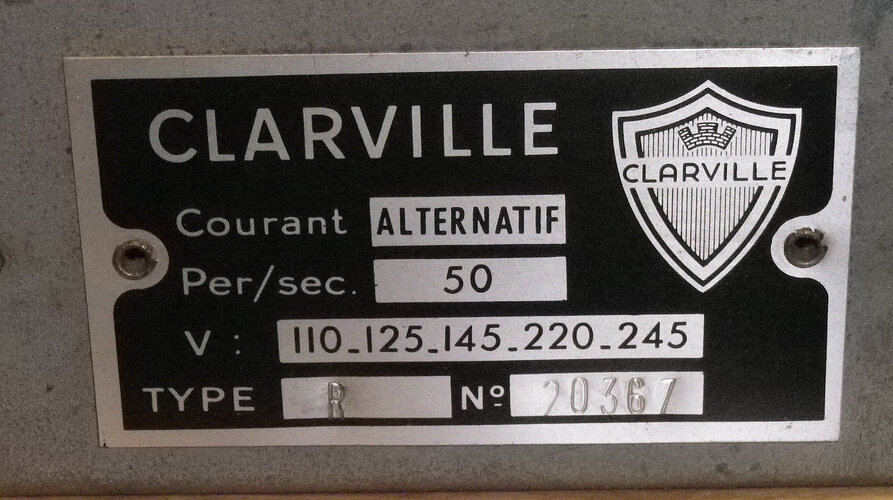 CLARVILLE
CLARVILLE
Courant ALTERNATIF
Per/sec. 50
V : 110_125_145_220_245
TYPE R Nº 20367